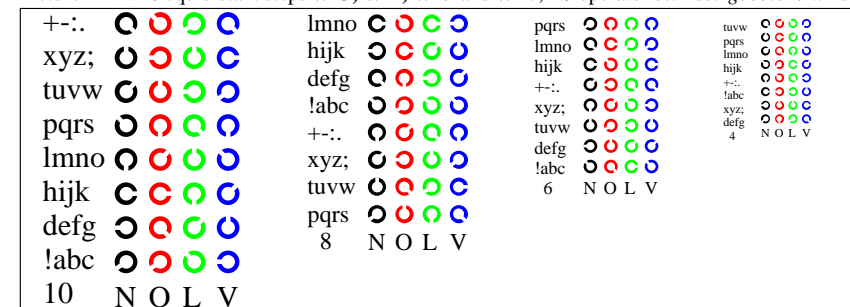 +-:.
xyz;
tuvw
pqrs
lmno
hijk
defg
!abc
10 N O L V
lmno
hijk
defg
!abc
+-:.
xyz;
tuvw
pqrs
8 N O L V
pqrs
lmno
hijk
+-:.
xyz;
tuvw
defg
!abc
6 N O L V
tuvw
pqrs
lmno
hijk
+-:.
!abc
xyz;
defg
4 N O L V